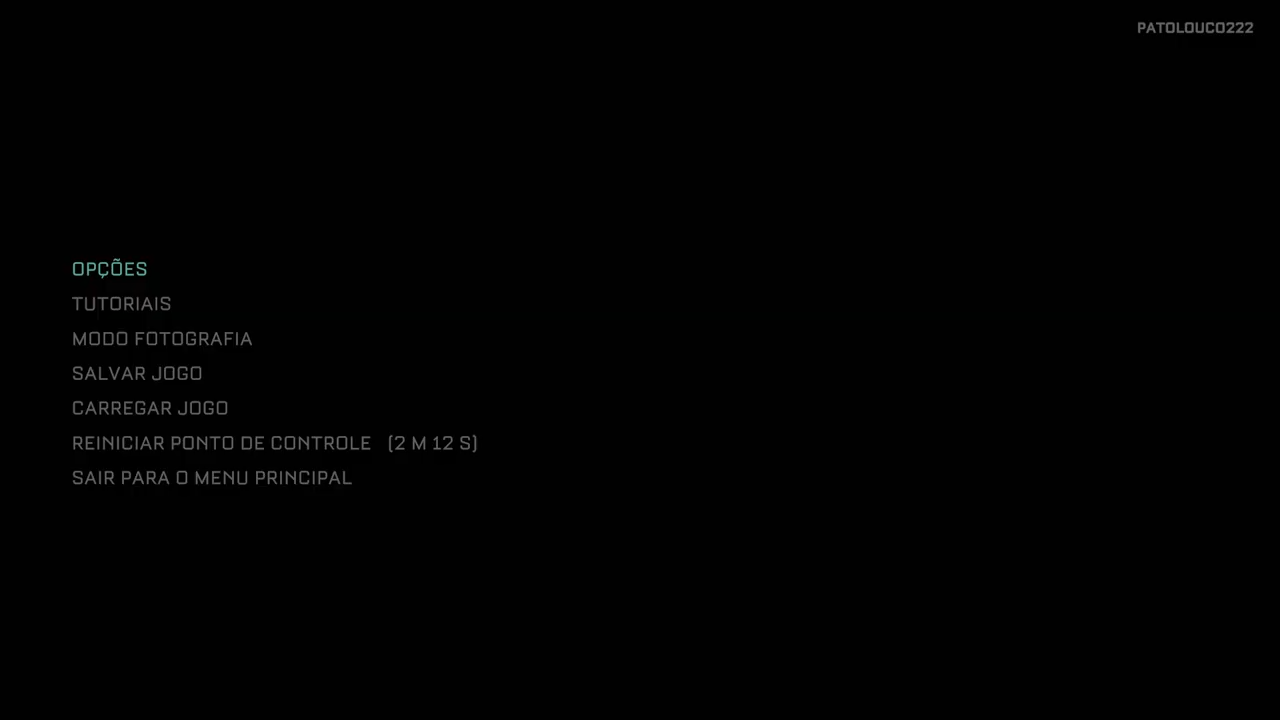 PATOLOUCO222
OPÇÕES
TUTORIAIS
MODO FOTOGRAFIA
SALVAR JOGO
CARREGAR JOGO
REINICIAR PONTO DE CONTROLE (2 M 12 S)
SAIR PARA O MENU PRINCIPAL